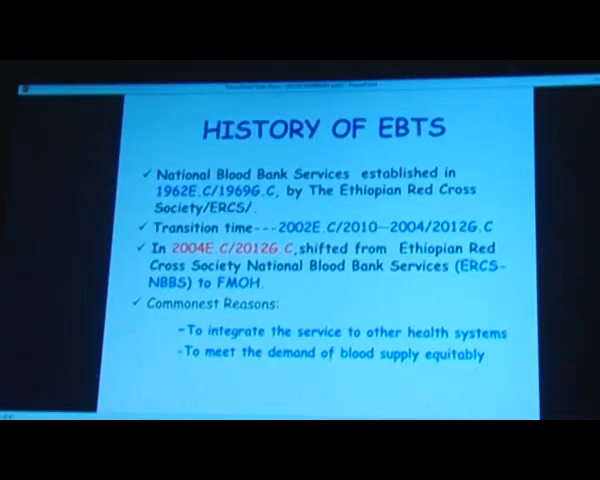 HISTORY OF EBTS
✓ National Blood Bank Services established in
1962E.C/1969G.C, by The Ethiopian Red Cross
Society/ERCS/.
✓ Transition time---2002E.C/2010—2004/2012G.C
✓ In 2004E.C/2012G.C,shifted from Ethiopian Red
Cross Society National Blood Bank Services (ERCS-
NBBS) to FMOH.
✓ Commonest Reasons:
-To integrate the service to other health systems
-To meet the demand of blood supply equitably